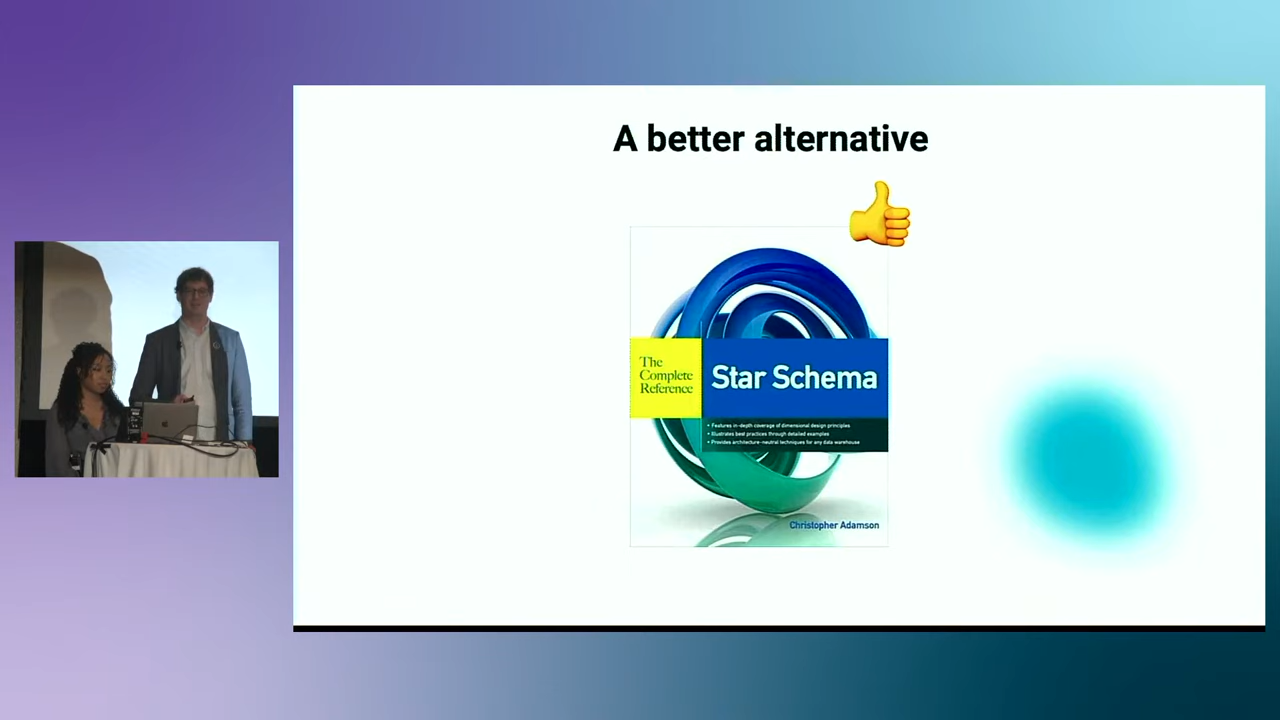 A better alternative
The
Complete
Reference
Star Schema
• Features in-depth coverage of dimensional design principles
• Illustrates best practices through detailed examples
• Provides architecture-neutral techniques for any data warehouse
Christopher Adamson